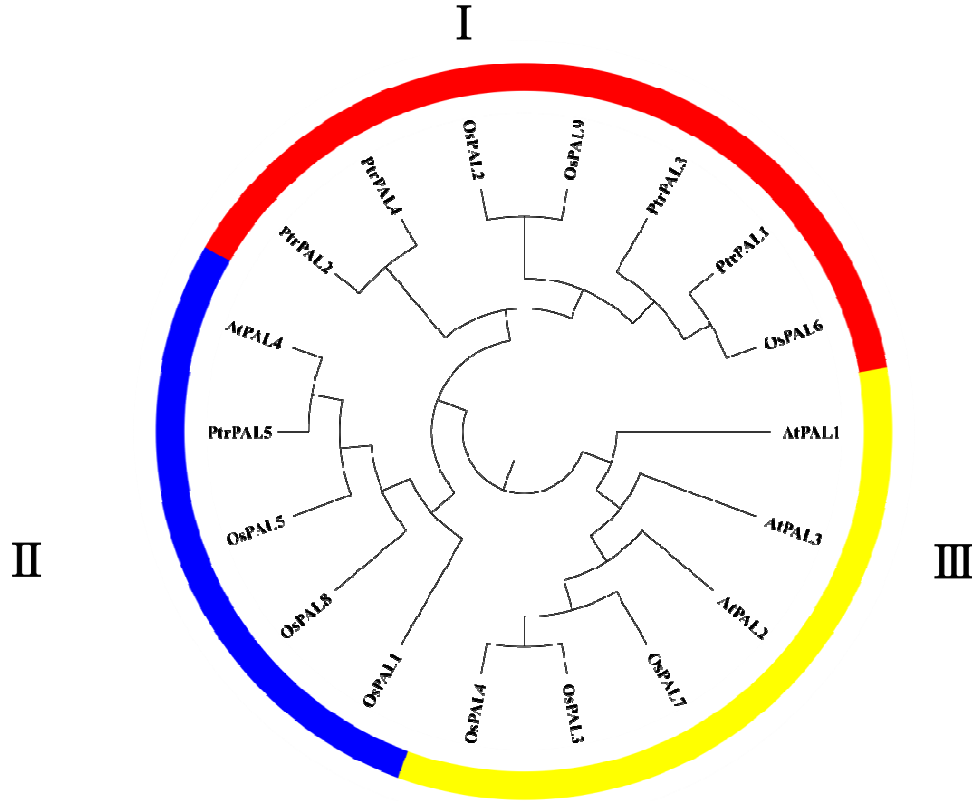 I
OsPAL2
OsPAL9
PtrPAL4
PtrPAL3
PtrPAL2
PtrPAL1
AtPAL4
OsPAL6
PtrPAL5
AtPAL1
OsPAL5
AtPAL3
II
III
OsPAL8
AtPAL2
OsPAL1
OsPAL7
OsPAL4
OsPAL3